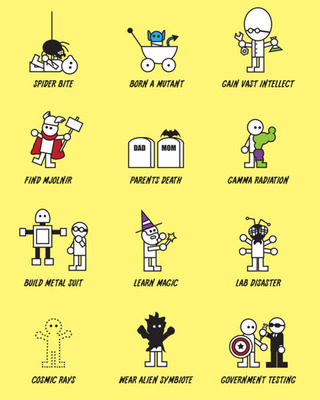 SPIDER BITE
BORN A MUTANT
GAIN VAST INTELLECT
FIND MJOLNIR
DAD
MOM
PARENTS DEATH
GAMMA RADIATION
BUILD METAL SUIT
LEARN MAGIC
LAB DISASTER
COSMIC RAYS
WEAR ALIEN SYMBIOTE
GOVERNMENT TESTING